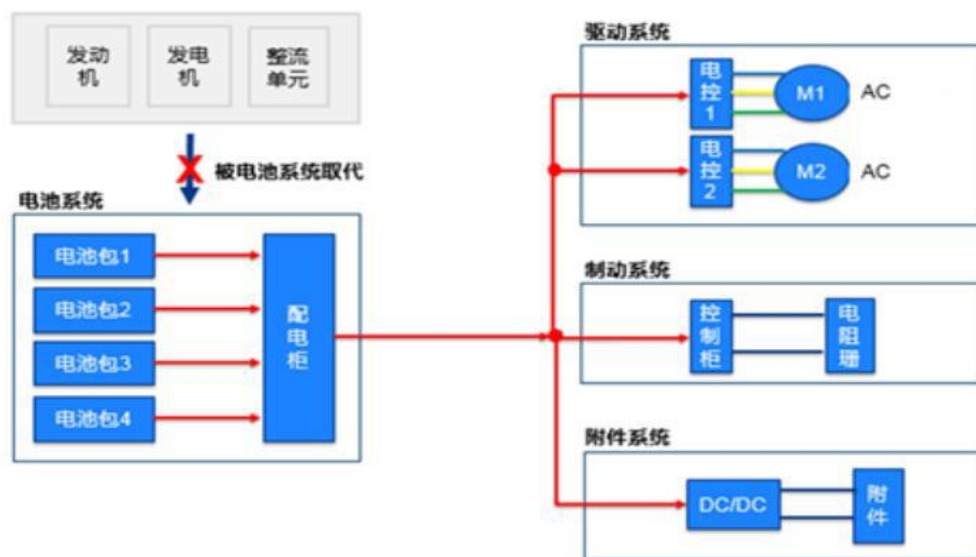 发动
机
发电
机
整流
单元
被电池系统取代
电池系统
电池包1
电池包2
电池包3
电池包4
配
电
柜
驱动系统
电
控
1
M1
AC
电
控
2
M2
AC
制动系统
控
制
柜
电
阻
珊
附件系统
DC/DC
附
件